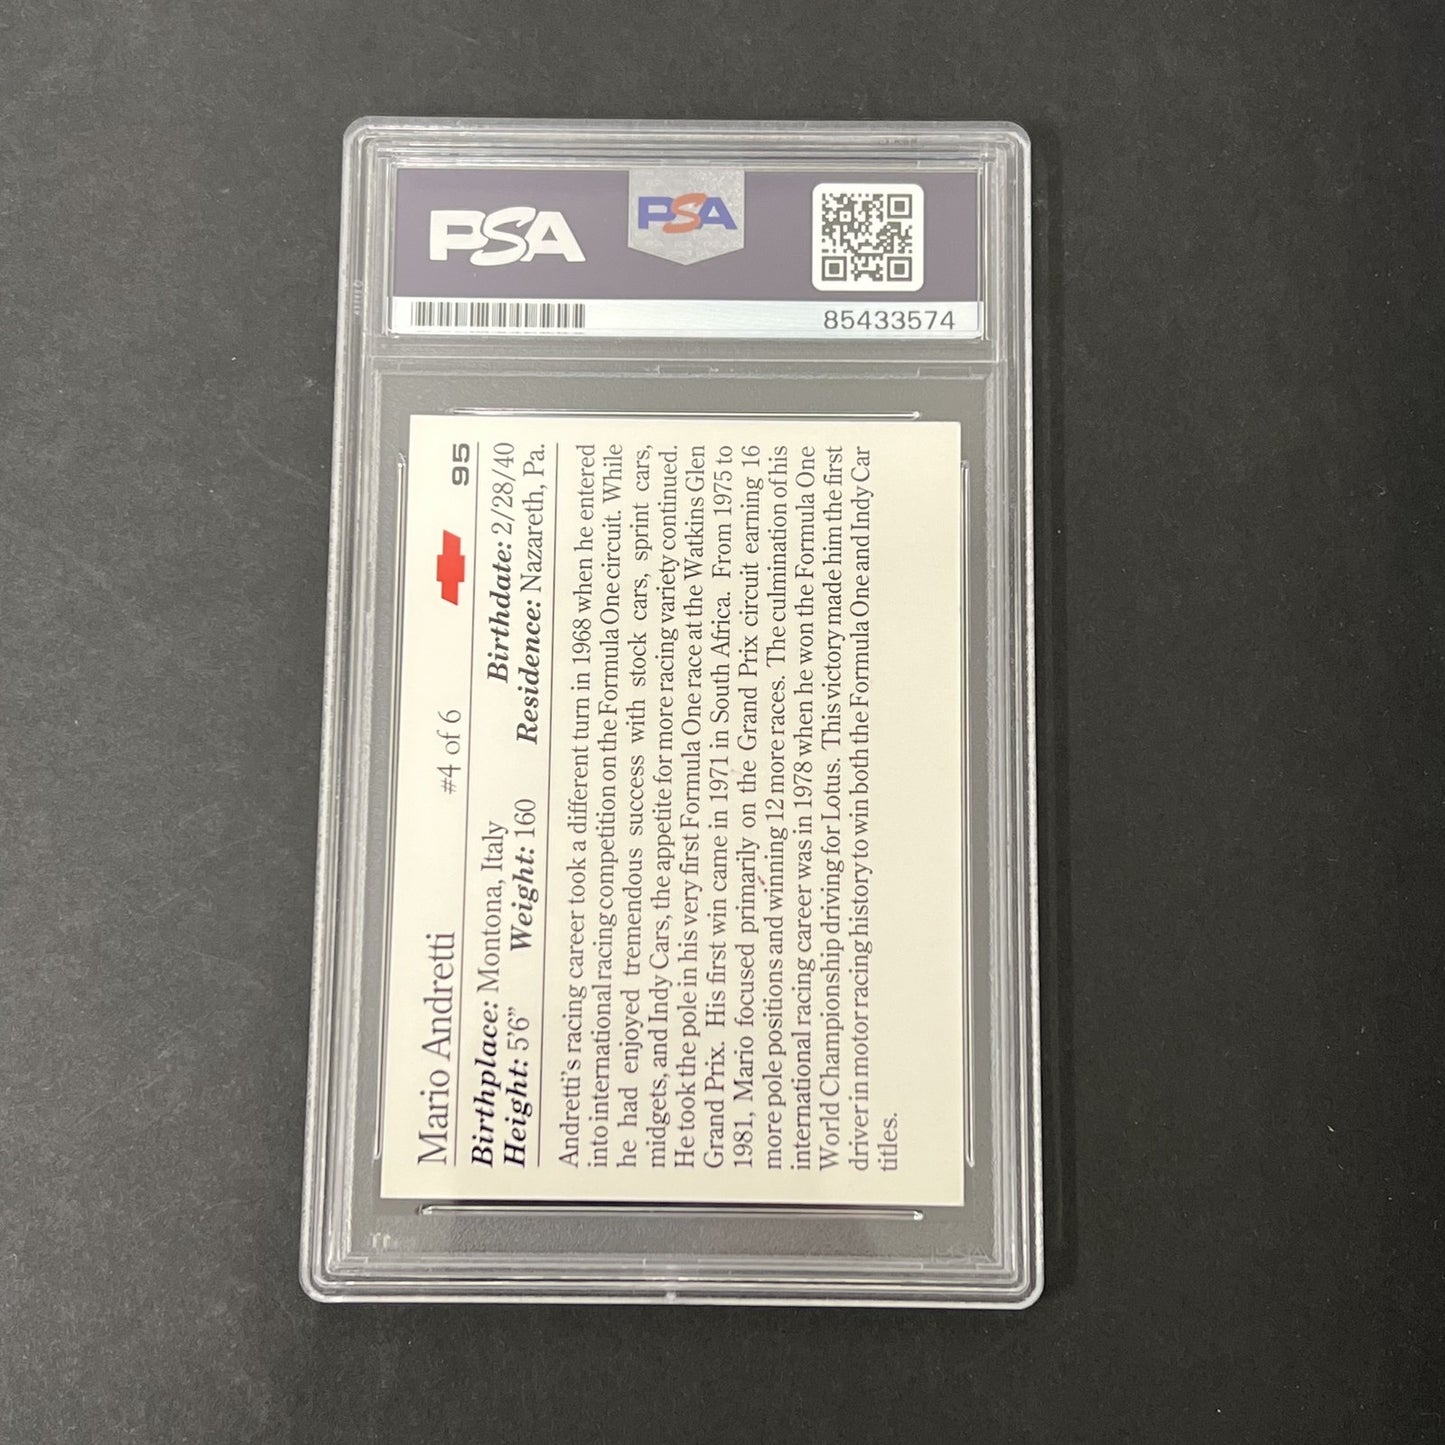 PSA
PSA
85433574
Mario Andretti #4 of 6 95
Birthplace: Montona, Italy Birthdate: 2/28/40
Height: 5'6" Weight: 160 Residence: Nazareth, Pa.
Andretti's racing career took a different turn in 1968 when he entered
into international racing competition on the Formula One circuit. While
he had enjoyed tremendous success with stock cars, sprint cars,
midgets, and Indy Cars, the appetite for more racing variety continued.
He took the pole in his very first Formula One race at the Watkins Glen
Grand Prix. His first win came in 1971 in South Africa. From 1975 to
1981, Mario focused primarily on the Grand Prix circuit earning 16
more pole positions and winning 12 more races. The culmination of his
international racing career was in 1978 when he won the Formula One
World Championship driving for Lotus. This victory made him the first
driver in motor racing history to win both the Formula One and Indy Car
titles.
PSA